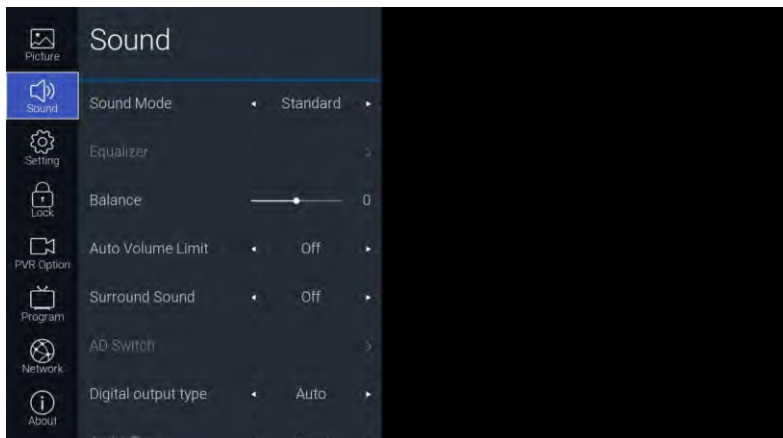 Picture
Sound
Setting
Lock
PVR Option
Program
Network
About
Sound
Sound Mode Standard
Equalizer
Balance 0
Auto Volume Limit Off
Surround Sound Off
AD Switch
Digital output type Auto